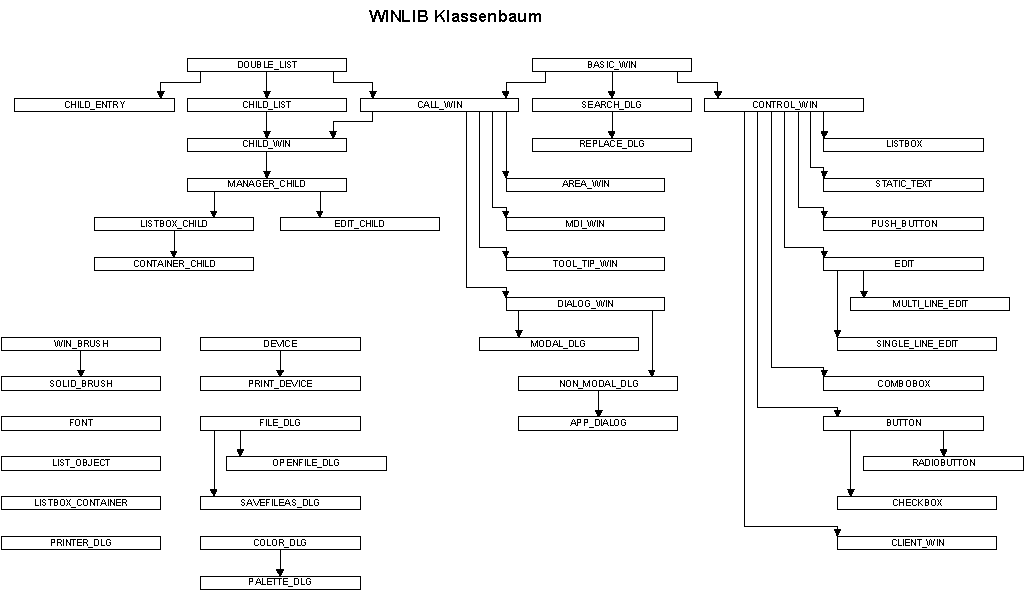 WINLIB Klassenbaum
DOUBLE_LIST
BASIC_WIN
CHILD_ENTRY
CHILD_LIST
CALL_WIN
SEARCH_DLG
CONTROL_WIN
CHILD_WIN
REPLACE_DLG
LISTBOX
MANAGER_CHILD
AREA_WIN
STATIC_TEXT
LISTBOX_CHILD
EDIT_CHILD
MDI_WIN
PUSH_BUTTON
CONTAINER_CHILD
TOOL_TIP_WIN
EDIT
DIALOG_WIN
MULTI_LINE_EDIT
WIN_BRUSH
DEVICE
MODAL_DLG
SINGLE_LINE_EDIT
SOLID_BRUSH
PRINT_DEVICE
NON_MODAL_DLG
COMBOBOX
FONT
FILE_DLG
APP_DIALOG
BUTTON
LIST_OBJECT
OPENFILE_DLG
RADIOBUTTON
LISTBOX_CONTAINER
SAVEFILEAS_DLG
CHECKBOX
PRINTER_DLG
COLOR_DLG
CLIENT_WIN
PALETTE_DLG